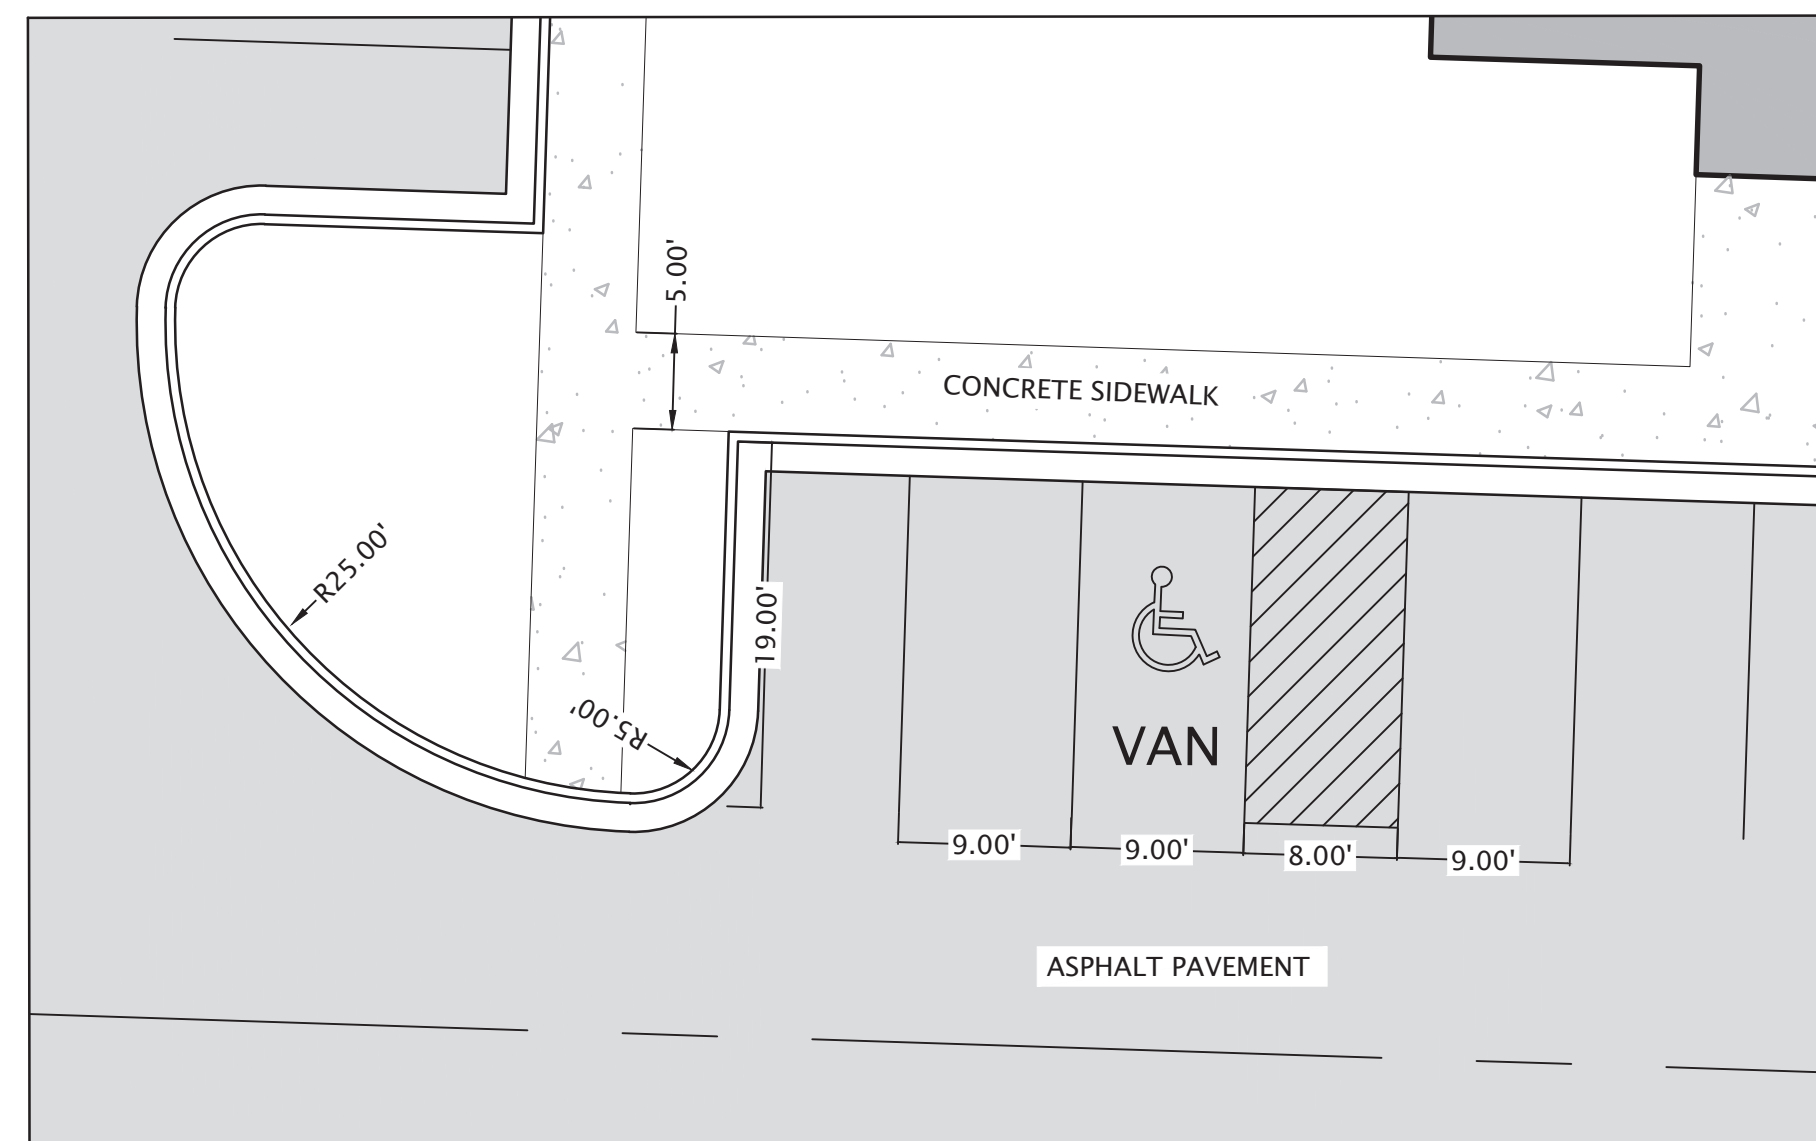 5.00'
CONCRETE SIDEWALK
R25.00'
19.00'
R5.00'
VAN
9.00'
9.00'
8.00'
9.00'
ASPHALT PAVEMENT